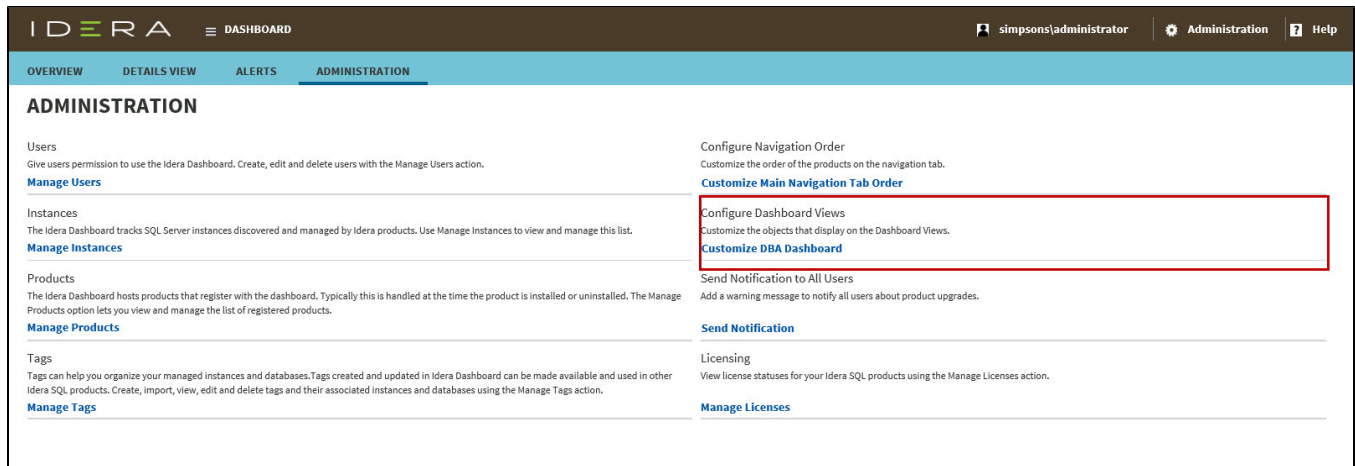 IDERA
DASHBOARD
simpsons\administrator
Administration
? Help
OVERVIEW
DETAILS VIEW
ALERTS
ADMINISTRATION
ADMINISTRATION
Users
Give users permission to use the Idera Dashboard. Create, edit and delete users with the Manage Users action.
Manage Users
Configure Navigation Order
Customize the order of the products on the navigation tab.
Customize Main Navigation Tab Order
Instances
The Idera Dashboard tracks SQL Server instances discovered and managed by Idera products. Use Manage Instances to view and manage this list.
Manage Instances
Configure Dashboard Views
Customize the objects that display on the Dashboard Views.
Customize DBA Dashboard
Products
The Idera Dashboard hosts products that register with the dashboard. Typically this is handled at the time the product is installed or uninstalled. The Manage
Products option lets you view and manage the list of registered products.
Manage Products
Send Notification to All Users
Add a warning message to notify all users about product upgrades.
Send Notification
Tags
Tags can help you organize your managed instances and databases.Tags created and updated in Idera Dashboard can be made available and used in other
Idera SQL products. Create, import, view, edit and delete tags and their associated instances and databases using the Manage Tags action.
Manage Tags
Licensing
View license statuses for your Idera SQL products using the Manage Licenses action.
Manage Licenses